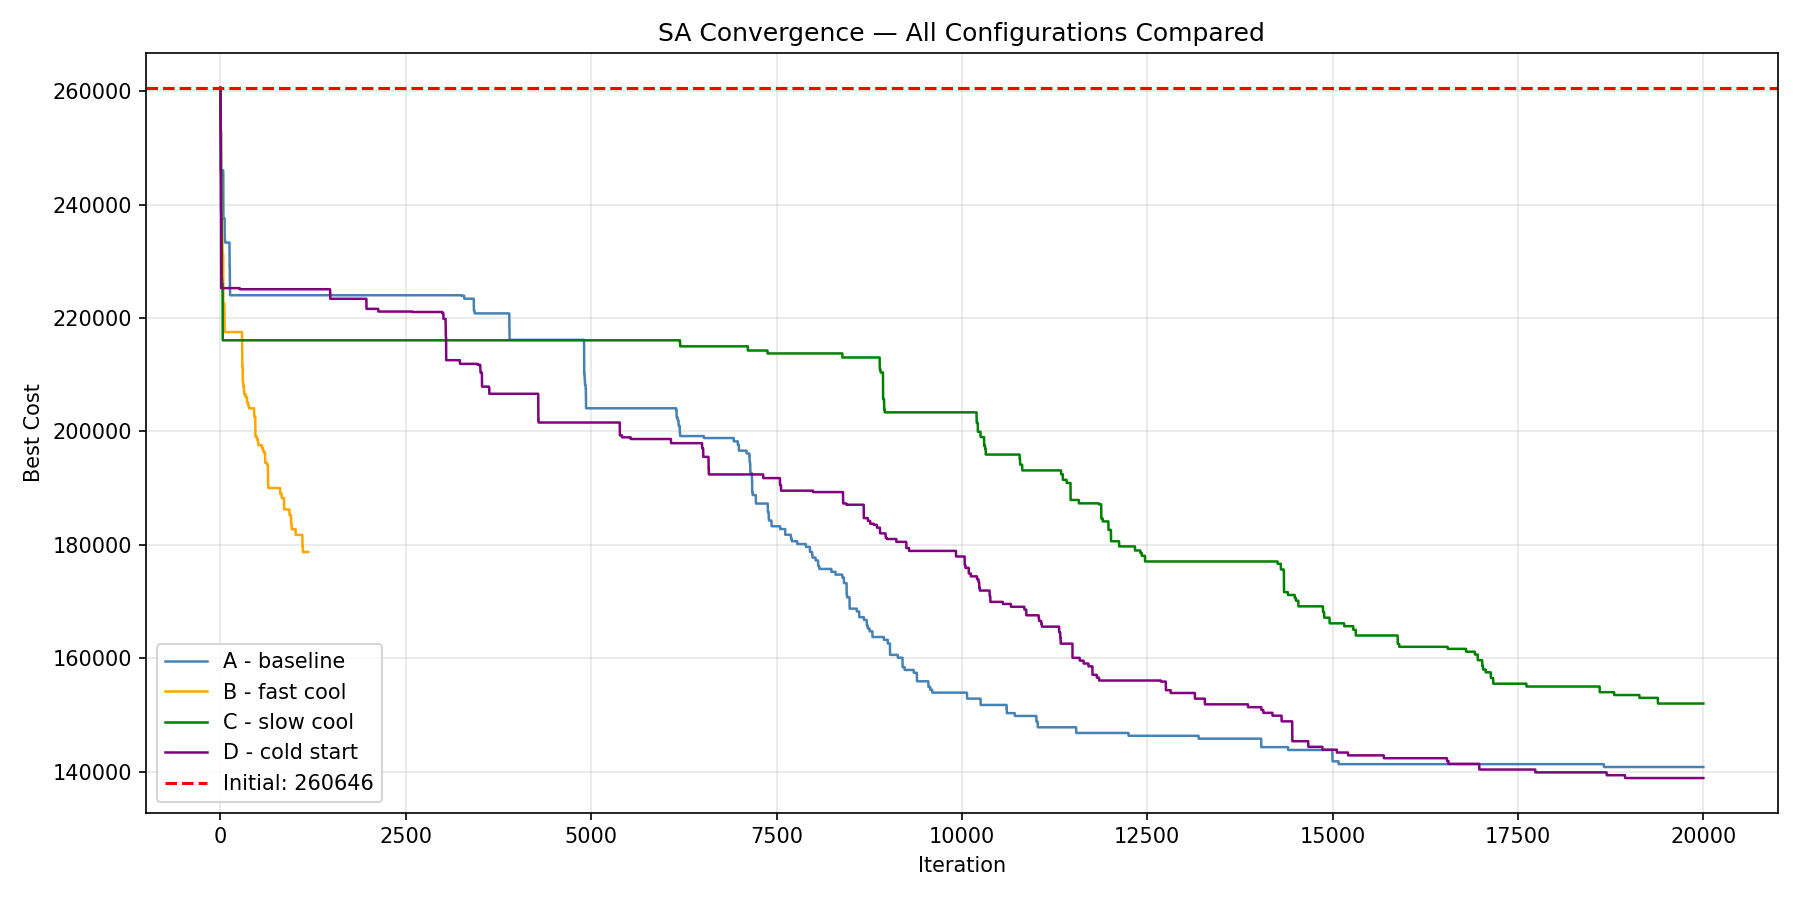 SA Convergence — All Configurations Compared
260000
240000
220000
200000
180000
160000
140000
Best Cost
A - baseline
B - fast cool
C - slow cool
D - cold start
Initial: 260646
0
2500
5000
7500
10000
12500
15000
17500
20000
Iteration